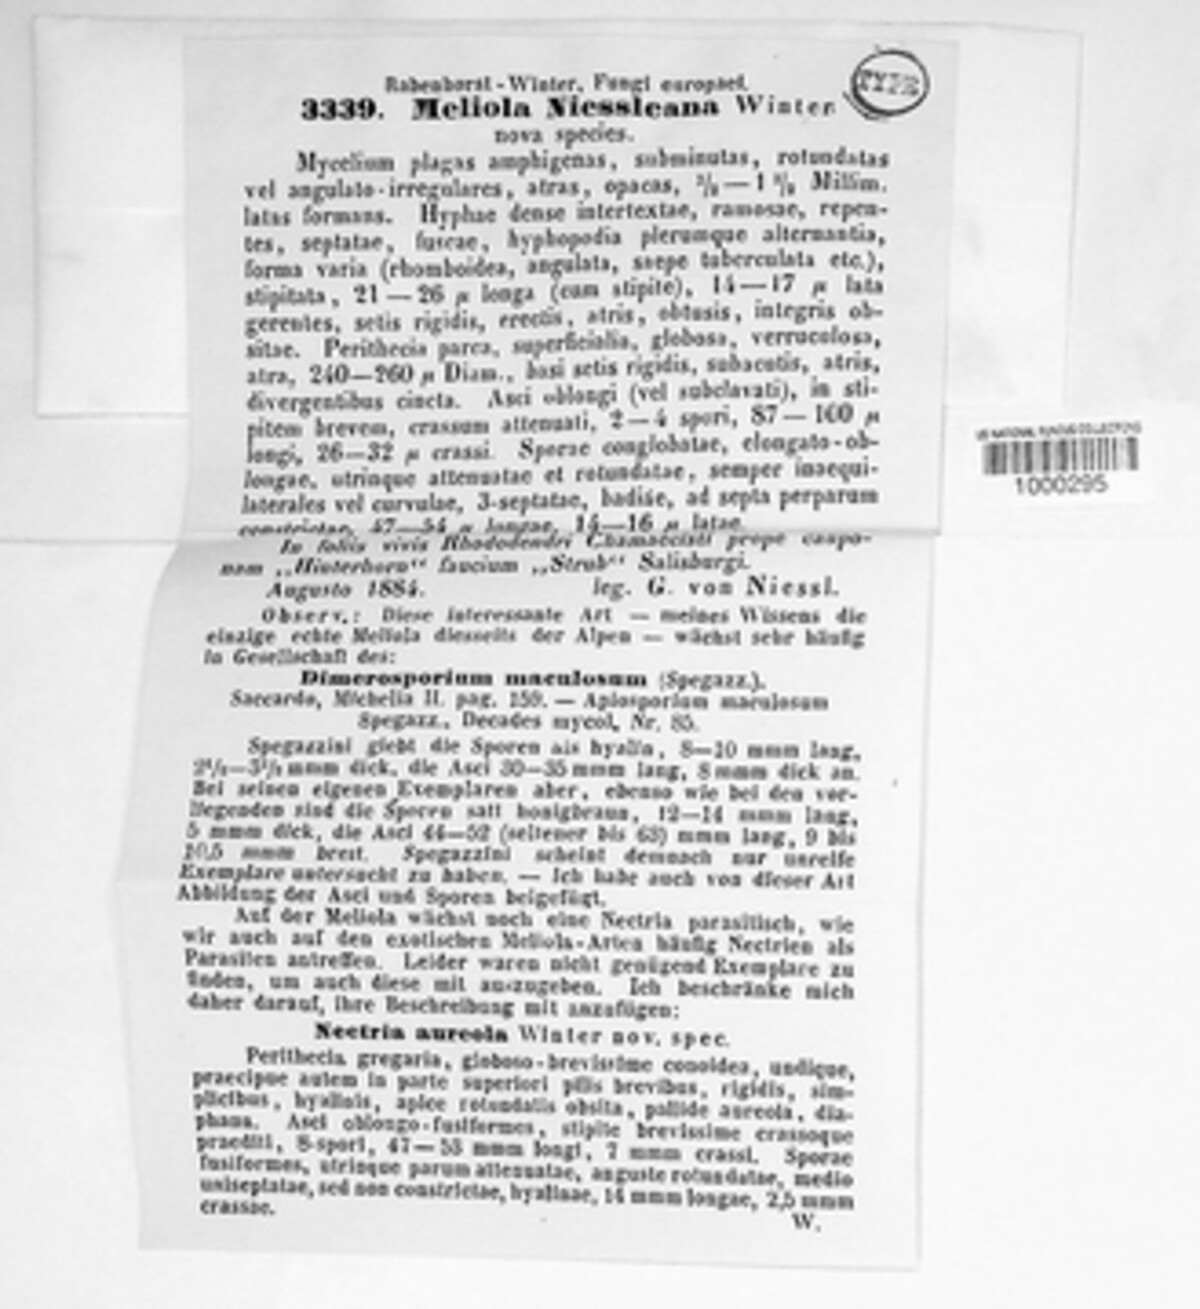 Rabenhorst-Winter, Fungi europaei.
TYPE
3339. Meliola Niessleana Winter
nova species.
Mycelium plagas amphigenas, subminutas, rotundatas
vel angulato-irregulares, atras, opacas, — 1 Millim.
latas formans. Hyphae dense intertextae, ramosae, repen-
tes, septatae, fuscae, hyphopodia plerumque alternantia,
forma varia (rhomboidea, angulata, saepe tuberculata etc.),
stipitata, 21 — 26 µ longa (cum stipite), 14—17 µ lata
gerentes, setis rigidis, erectis, atris, obtusis, integris ob-
sitae. Perithecia parca, superficialia, globosa, verruculosa,
atra, 240—260 µ Diam., basi setis rigidis, subacutis, atris,
divergentibus cincta. Asci oblongi (vel subclavati), in sti-
pitem brevem, crassum attenuati, 2—4 spori, 87—100 µ
longi, 26—32 µ crassi. Sporae conglobatae, elongato-ob-
longae, utrinque attenuatae et rotundatae, semper inaequi-
laterales vel curvulae, 3-septatae, badiae, ad septa perparum
constrictae, 47—54 µ longae, 14—16 µ latae.
In foliis vivis Rhododendri Chamaecisti prope caupo-
nam „Hinterhorn“ faucium „Strub“ Salisburgi.
Augusto 1884. leg. G. von Niessl.
Observ.: Diese interessante Art — meines Wissens die
einzige echte Meliola diesseits der Alpen — wächst sehr häufig
in Gesellschaft des:
Dimerosporium maculosum (Spegazz.).
Saccardo, Michelia II. pag. 159. — Apiosporium maculosum
Spegazz., Decades mycol. Nr. 85.
Spegazzini giebt die Sporen als hyalin, 8—10 mmm lang,
2½—3½ mmm dick, die Asci 30—35 mmm lang, 8 mmm dick an.
Bei seinen eigenen Exemplaren aber, ebenso wie bei den vor-
liegenden sind die Sporen satt honigbraun, 12—14 mmm lang,
5 mmm dick, die Asci 44—52 (seltener bis 63) mmm lang, 9 bis
10,5 mmm breit. Spegazzini scheint demnach nur unreife
Exemplare untersucht zu haben. — Ich habe auch von dieser Art
Abbildung der Asci und Sporen beigefügt.
Auf der Meliola wächst noch eine Nectria parasitisch, wie
wir auch auf den exotischen Meliola-Arten häufig Nectrien als
Parasiten antreffen. Leider waren nicht genügend Exemplare zu
finden, um auch diese mit auszugeben. Ich beschränke mich
daher darauf, ihre Beschreibung mit anzufügen:
Nectria aureola Winter nov. spec.
Perithecia gregaria, globoso-brevissime conoidea, undique,
praecipue autem in parte superiori pilis brevibus, rigidis, sim-
plicibus, hyalinis, apice rotundatis obsita, pallide aureola, dia-
phana. Asci oblongo-fusiformes, stipite brevissime crassoque
praediti, 8-spori, 47—53 mmm longi, 7 mmm crassi. Sporae
fusiformes, utrinque parum attenuatae, anguste rotundatae, medio
uniseptatae, sed non constrictae, hyalinae, 14 mmm longae, 2,5 mmm
crassae.
W.
US NATIONAL FUNGUS COLLECTIONS
1000295